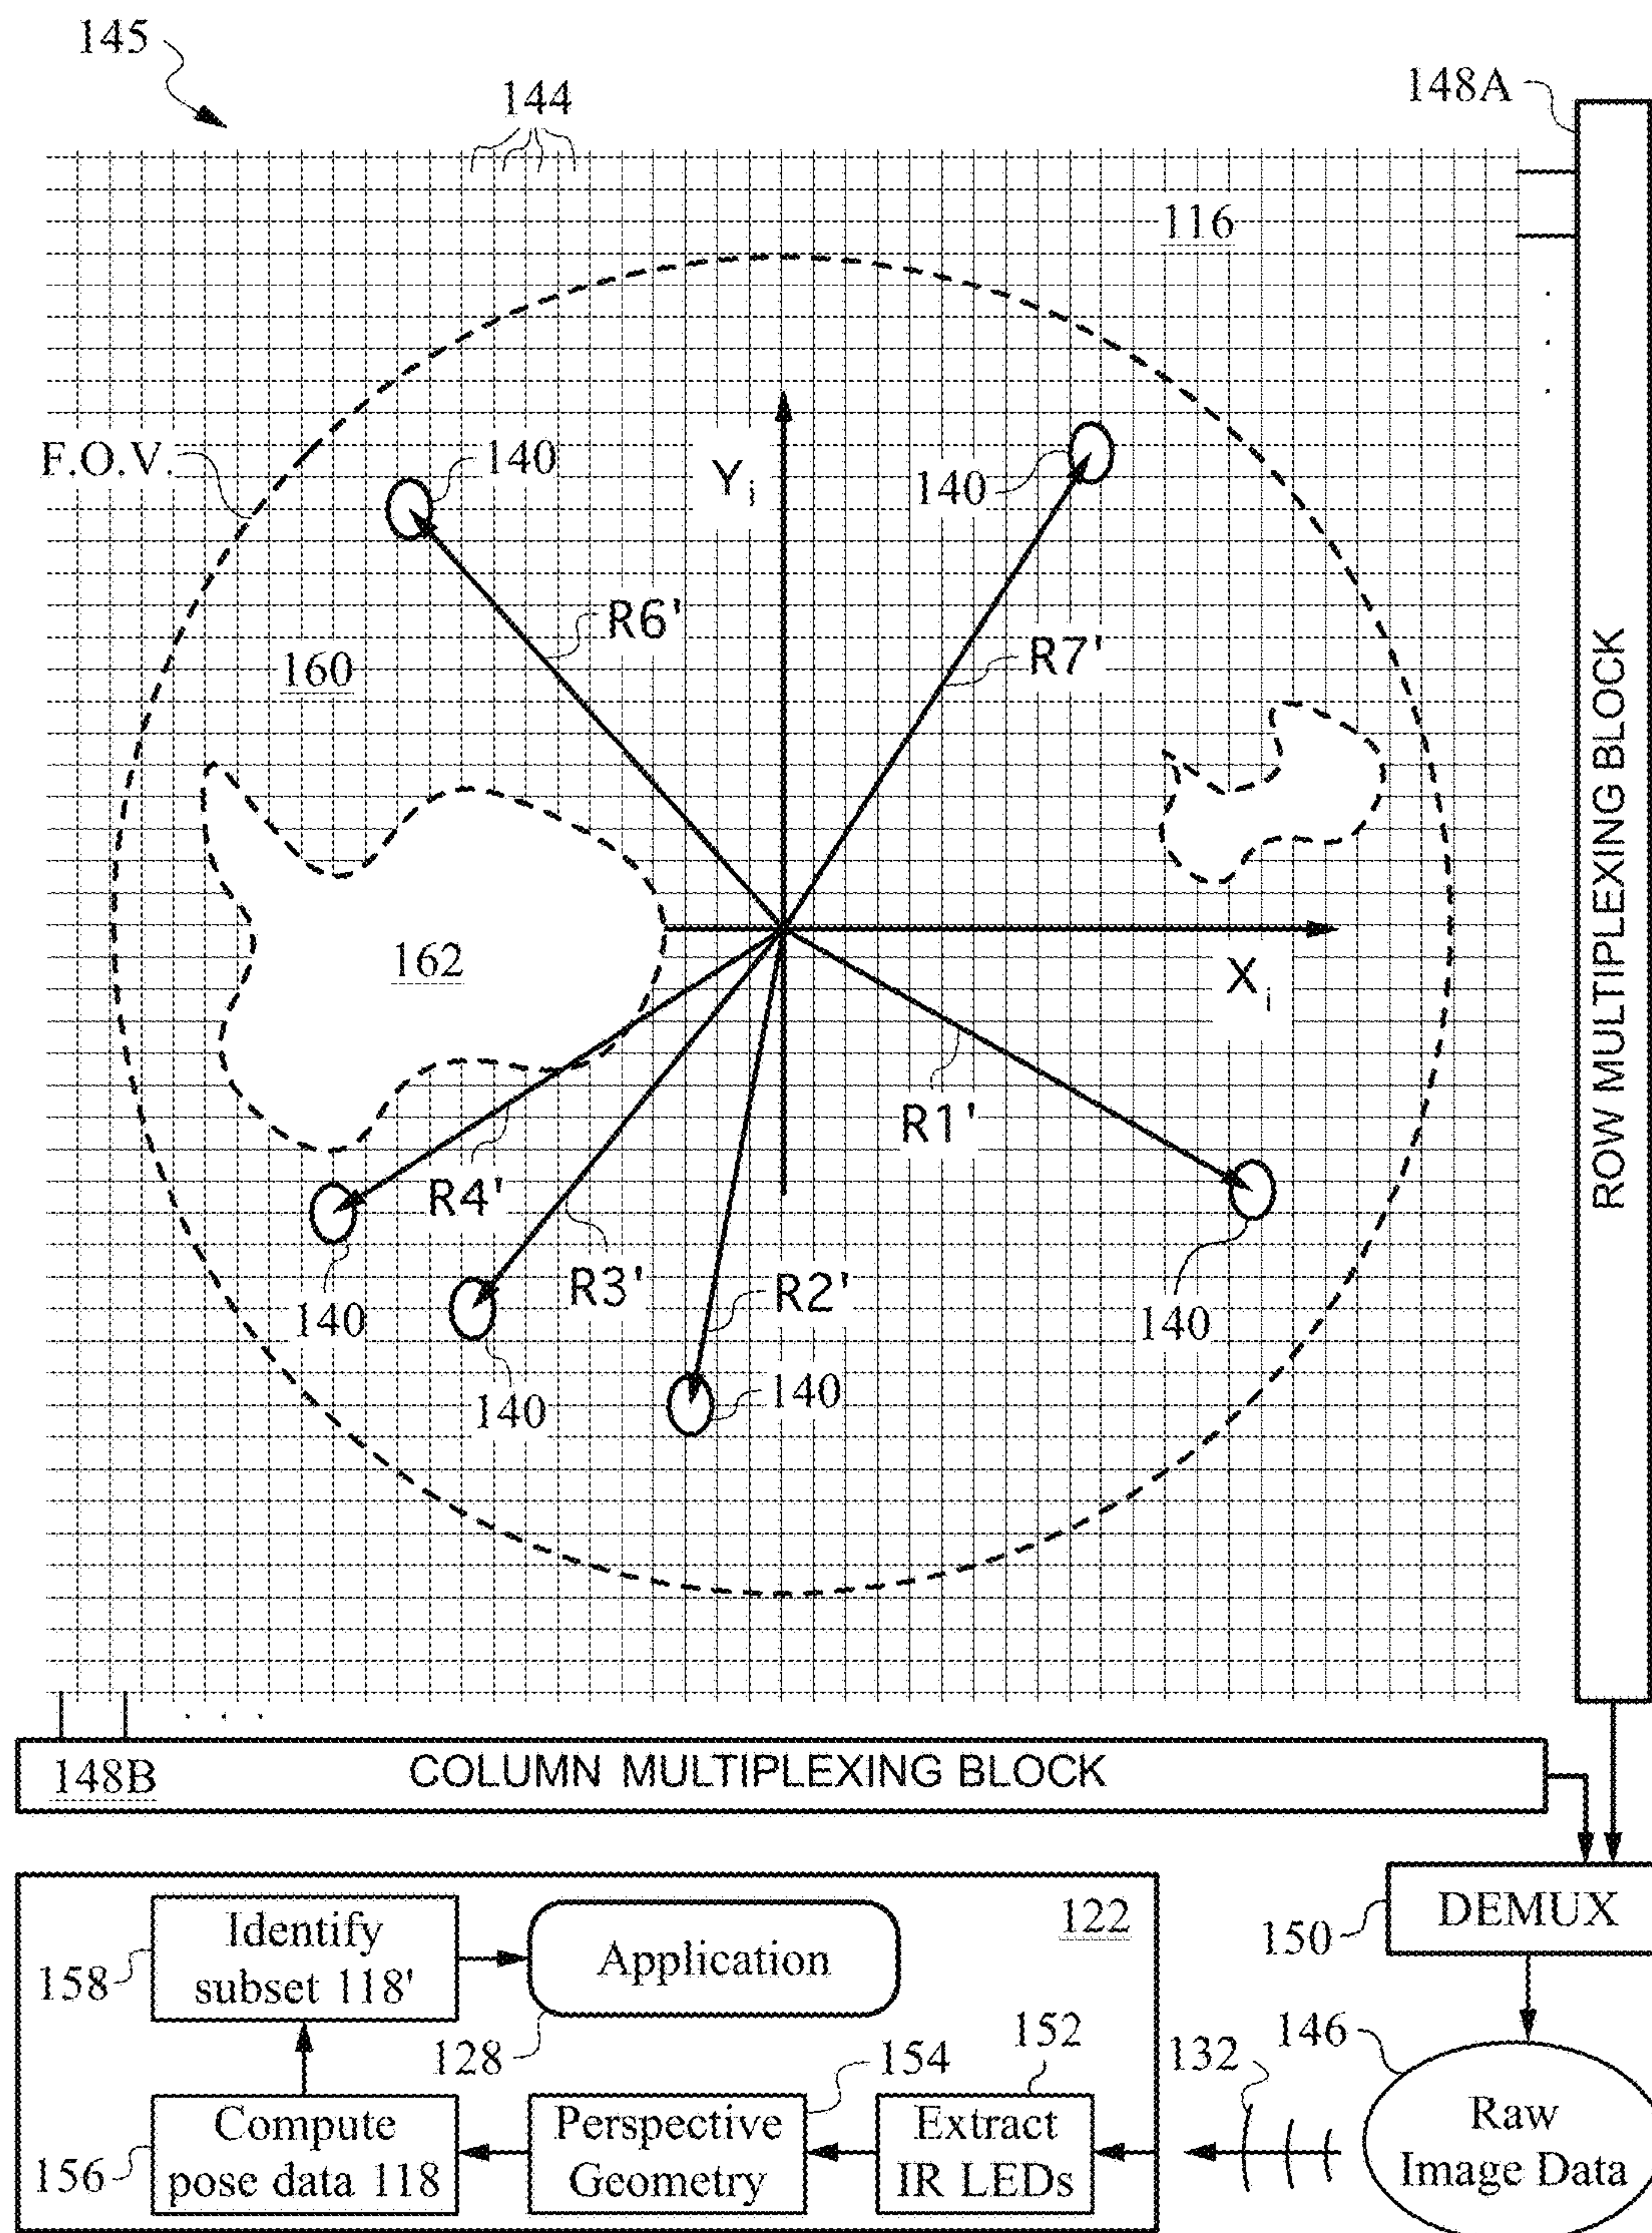 145
144
148A
116
F.O.V.
140
Yi
140
R6'
R7'
160
162
Xi
R1'
R4'
R3'
R2'
140
140
140
140
ROW MULTIPLEXING BLOCK
148B
COLUMN MULTIPLEXING BLOCK
122
Identify
subset 118'
158
Application
128
150
DEMUX
152
154
132
146
Compute
pose data 118
156
Perspective
Geometry
Extract
IR LEDs
Raw
Image Data